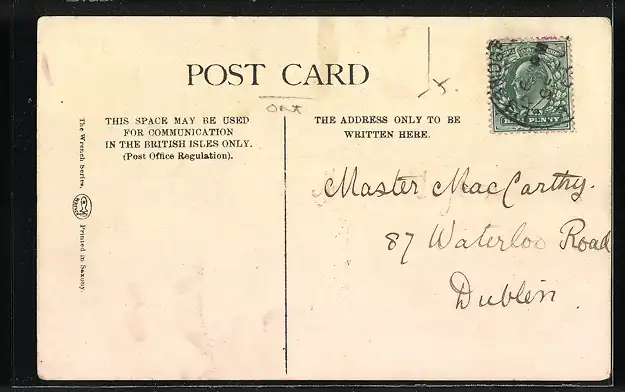 POST CARD
THIS SPACE MAY BE USED
FOR COMMUNICATION
IN THE BRITISH ISLES ONLY.
(Post Office Regulation).
THE ADDRESS ONLY TO BE
WRITTEN HERE.
The Wrench Series.
Printed in Saxony.
HALFPENNY
Master MacCarthy.
87 Waterloo Road
Dublin.